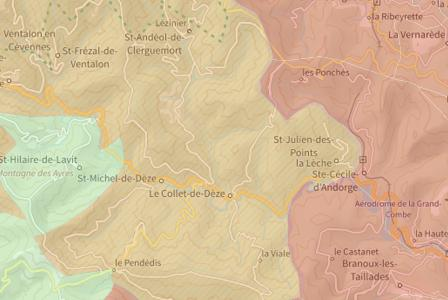 la Ribeyrette
Lézinier
Ventalon en
Cévennes
St-Andéol-de-
Clerguemort
la Vernarède
St-Frézal-de-
Ventalon
les Ponchès
St-Julien-des-
Points
St-Hilaire-de-Lavit
Montagne des Ayres
la Lèche
Ste-Cécile-
d'Andorge
St-Michel-de-Dèze
Le Collet-de-Dèze
Aérodrome de la Grand-
Combe
la Haute
le Castanet
la Viale
le Pendédis
Branoux-les-
Taillades